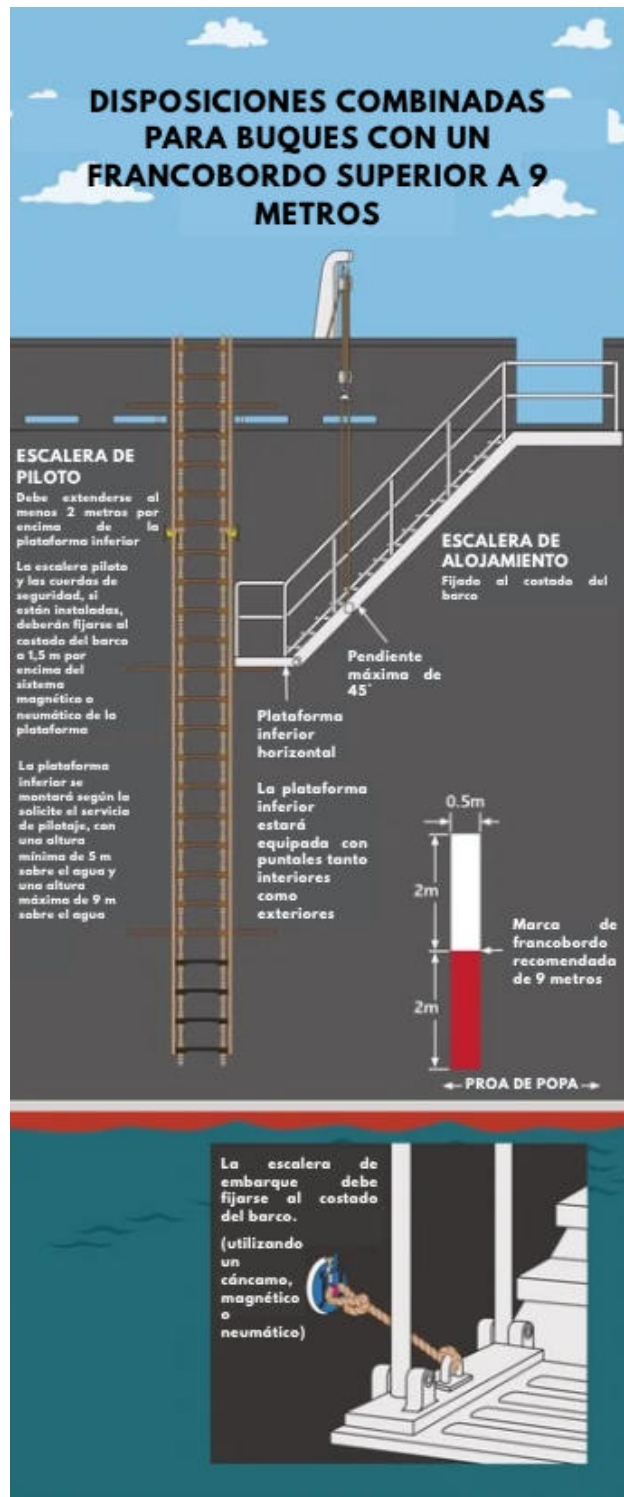 DISPOSICIONES COMBINADAS
PARA BUQUES CON UN
FRANCOBORDO SUPERIOR A 9
METROS
ESCALERA DE
PILOTO
Debe extenderse al
menos 2 metros por
encima de la
plataforma inferior
La escalera piloto
y las cuerdas de
seguridad, si
están instaladas,
deberán fijarse al
costado del barco
a 1,5 m por
encima del
sistema
magnético o
neumático de la
plataforma
La plataforma
inferior se
montará según lo
solicite el servicio
de pilotaje, con
una altura
mínima de 5 m
sobre el agua y
una altura
máxima de 9 m
sobre el agua
ESCALERA DE
ALOJAMIENTO
Fijado al costado del
barco
Pendiente
máxima de
45°
Plataforma
inferior
horizontal
La plataforma
inferior
estará
equipada con
puntales tanto
interiores
como
exteriores
0.5m
2m
2m
Marca de
francobordo
recomendada
de 9 metros
PROA DE POPA
La escalera de
embarque debe
fijarse al costado
del barco.
(utilizando
un
cáncamo,
magnético
o
neumático)